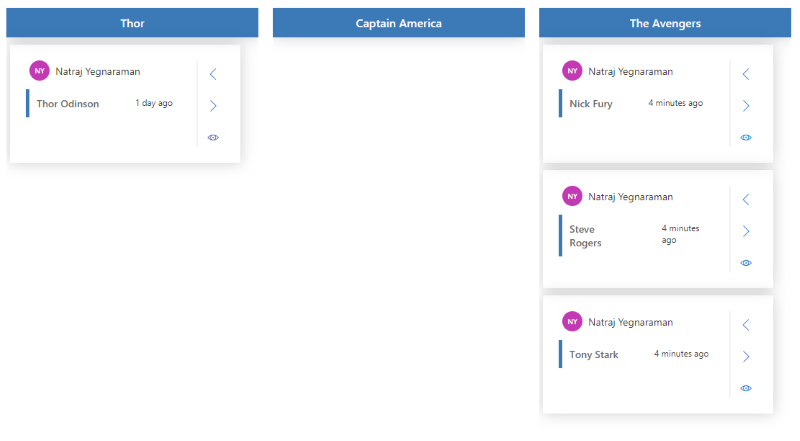 Thor
NY Natraj Yegnaraman
Thor Odinson 1 day ago
Captain America
The Avengers
NY Natraj Yegnaraman
Nick Fury 4 minutes ago
NY Natraj Yegnaraman
Steve 4 minutes
Rogers ago
NY Natraj Yegnaraman
Tony Stark 4 minutes ago